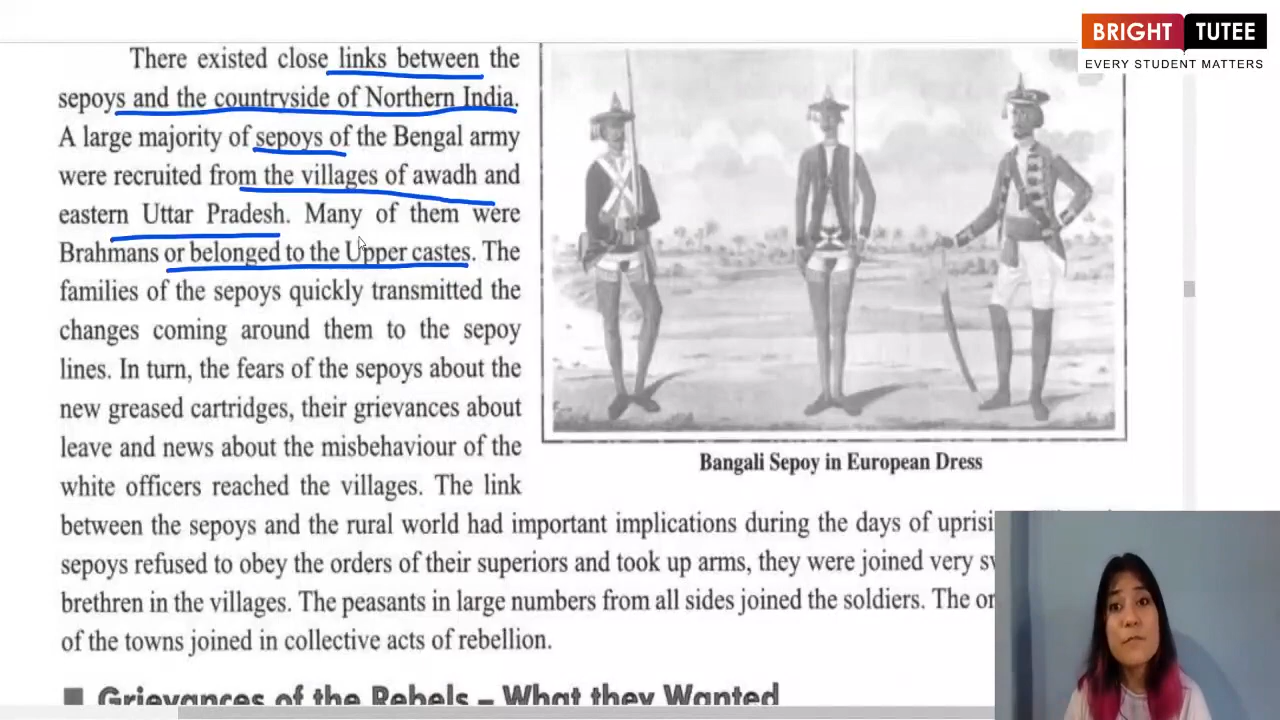 BRIGHT TUTEE
EVERY STUDENT MATTERS
There existed close links between the
sepoys and the countryside of Northern India.
A large majority of sepoys of the Bengal army
were recruited from the villages of awadh and
eastern Uttar Pradesh. Many of them were
Brahmans or belonged to the Upper castes. The
families of the sepoys quickly transmitted the
changes coming around them to the sepoy
lines. In turn, the fears of the sepoys about the
new greased cartridges, their grievances about
leave and news about the misbehaviour of the
white officers reached the villages. The link
between the sepoys and the rural world had important implications during the days of
sepoys refused to obey the orders of their superiors and took up arms, they were joined very
brethren in the villages. The peasants in large numbers from all sides joined the soldiers. The
of the towns joined in collective acts of rebellion.
Bangali Sepoy in European Dress
Grievances of the Rebels – What they Wanted